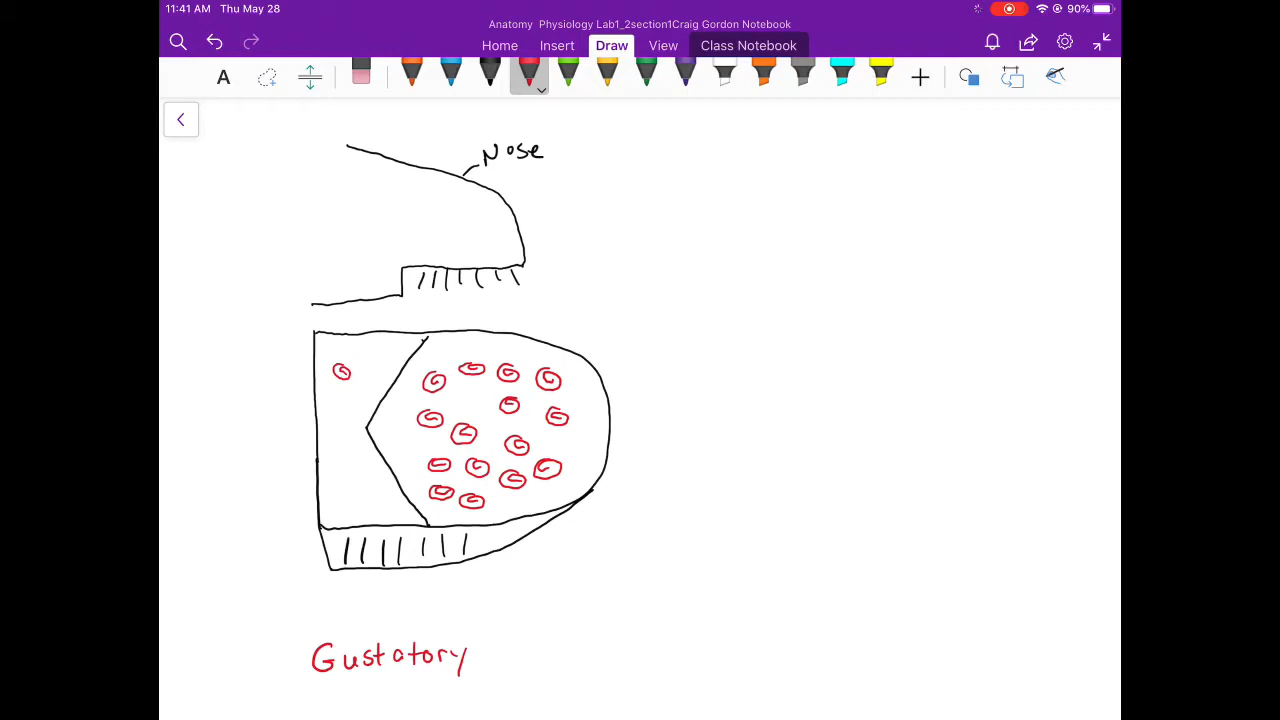 11:41 AM Thu May 28
90%
Anatomy Physiology Lab1_2section1Craig Gordon Notebook
Home Insert Draw View Class Notebook
A
Nose
Gustatory